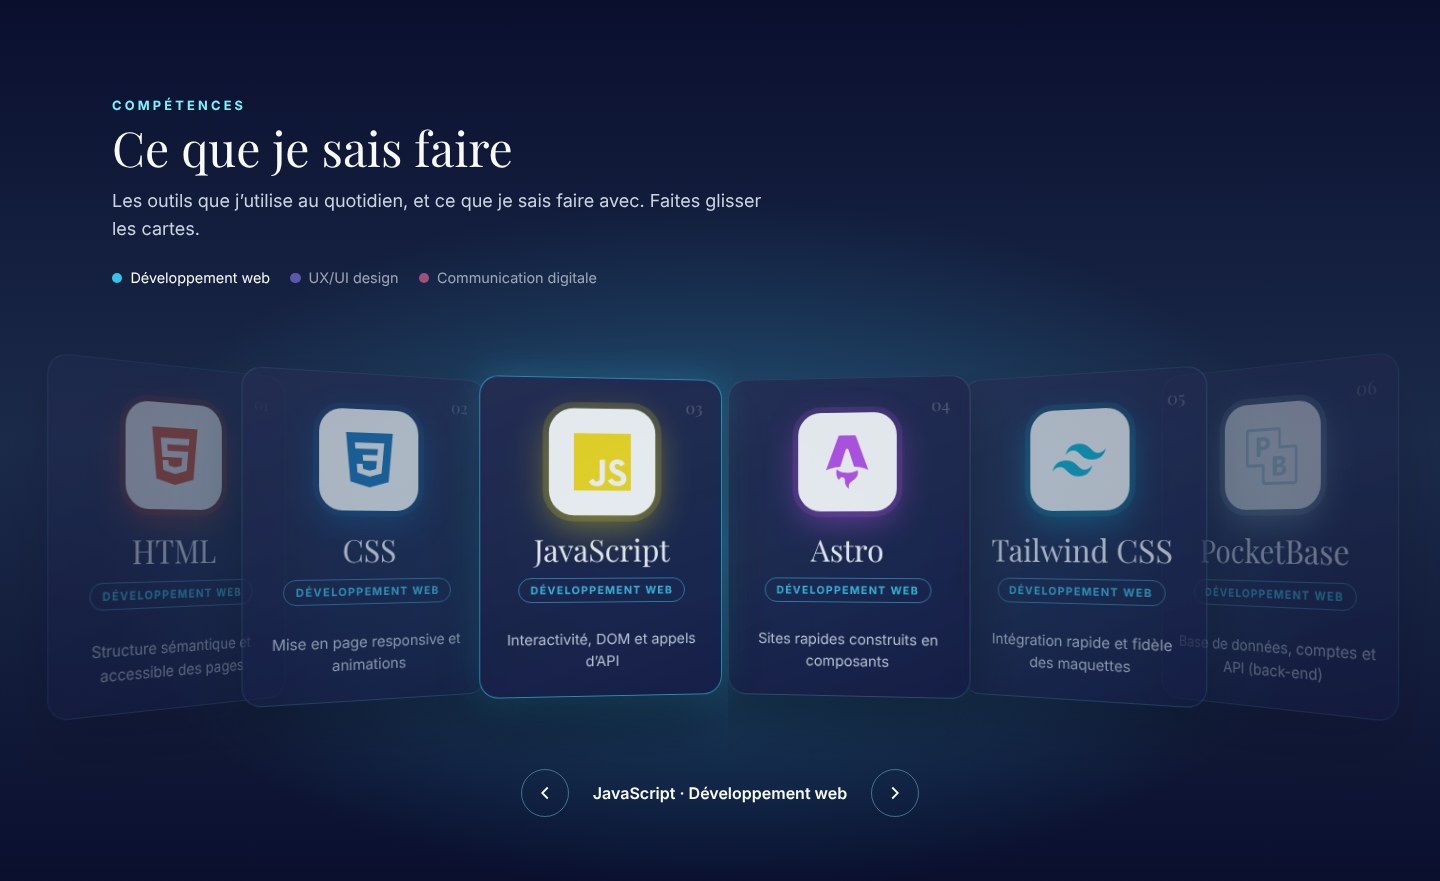 COMPÉTENCES
Ce que je sais faire
Les outils que j’utilise au quotidien, et ce que je sais faire avec. Faites glisser
les cartes.
Développement web
UX/UI design
Communication digitale
01
HTML
DÉVELOPPEMENT WEB
Structure sémantique et
accessible des pages
02
CSS
DÉVELOPPEMENT WEB
Mise en page responsive et
animations
03
JS
JavaScript
DÉVELOPPEMENT WEB
Interactivité, DOM et appels
d’API
04
Astro
DÉVELOPPEMENT WEB
Sites rapides construits en
composants
05
Tailwind CSS
DÉVELOPPEMENT WEB
Intégration rapide et fidèle
des maquettes
06
P
B
PocketBase
DÉVELOPPEMENT WEB
Base de données, comptes et
API (back-end)
JavaScript · Développement web